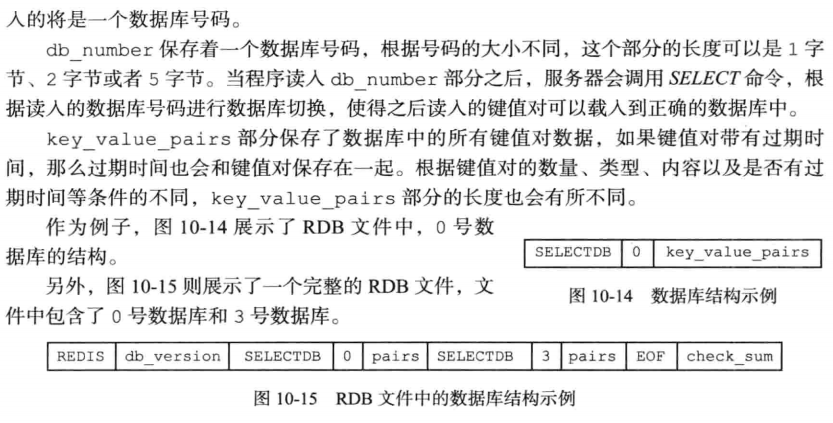 入的将是一个数据库号码。
db_number 保存着一个数据库号码，根据号码的大小不同，这个部分的长度可以是 1 字
节、2 字节或者 5 字节。当程序读入 db_number 部分之后，服务器会调用 SELECT 命令，根
据读入的数据库号码进行数据库切换，使得之后读入的键值对可以载入到正确的数据库中。
key_value_pairs 部分保存了数据库中的所有键值对数据，如果键值对带有过期时
间，那么过期时间也会和键值对保存在一起。根据键值对的数量、类型、内容以及是否有过
期时间等条件的不同，key_value_pairs 部分的长度也会有所不同。
作为例子，图 10-14 展示了 RDB 文件中，0 号数
据库的结构。
另外，图 10-15 则展示了一个完整的 RDB 文件，文
件中包含了 0 号数据库和 3 号数据库。
SELECTDB 0 key_value_pairs
图 10-14 数据库结构示例
REDIS db_version SELECTDB 0 pairs SELECTDB 3 pairs EOF check_sum
图 10-15 RDB 文件中的数据库结构示例